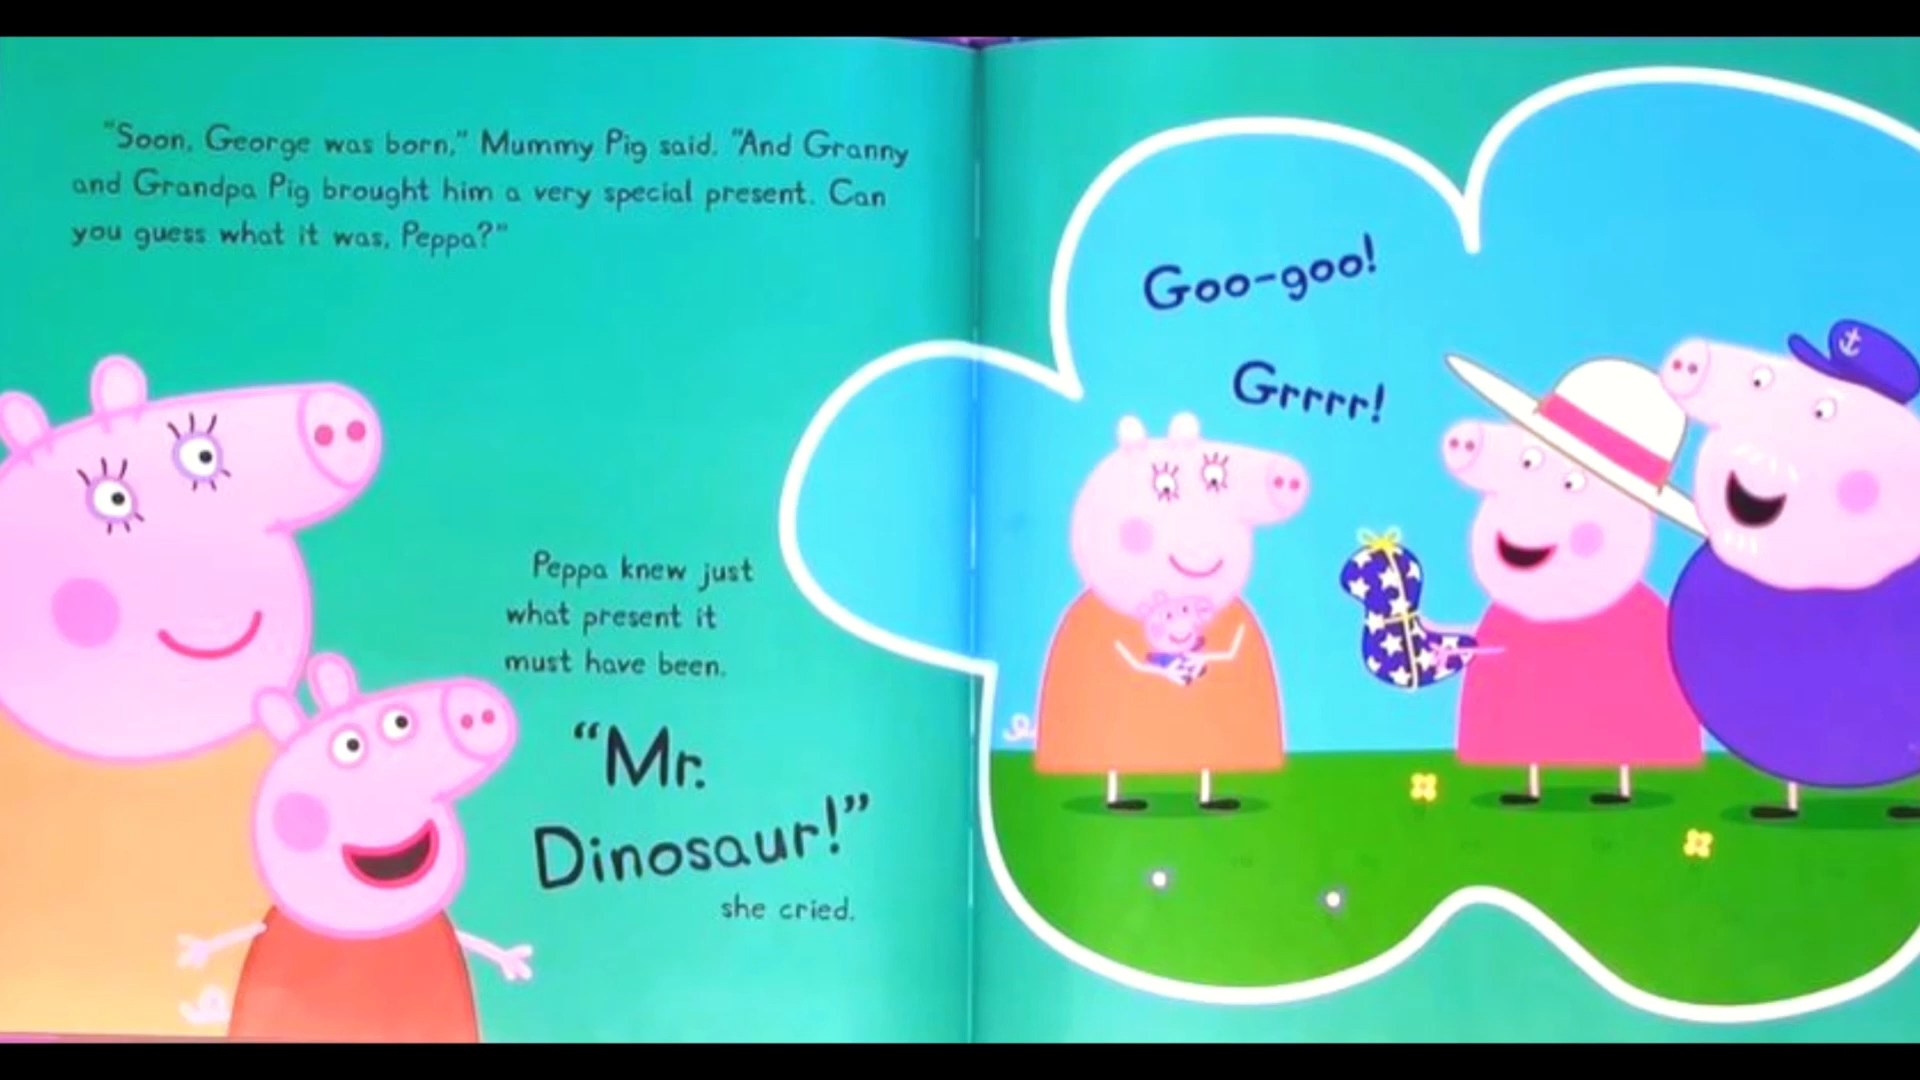 "Soon, George was born," Mummy Pig said. "And Granny
and Grandpa Pig brought him a very special present. Can
you guess what it was, Peppa?"
Peppa knew just
what present it
must have been.
"Mr.
Dinosaur!"
she cried.
Goo-goo!
Grrrr!